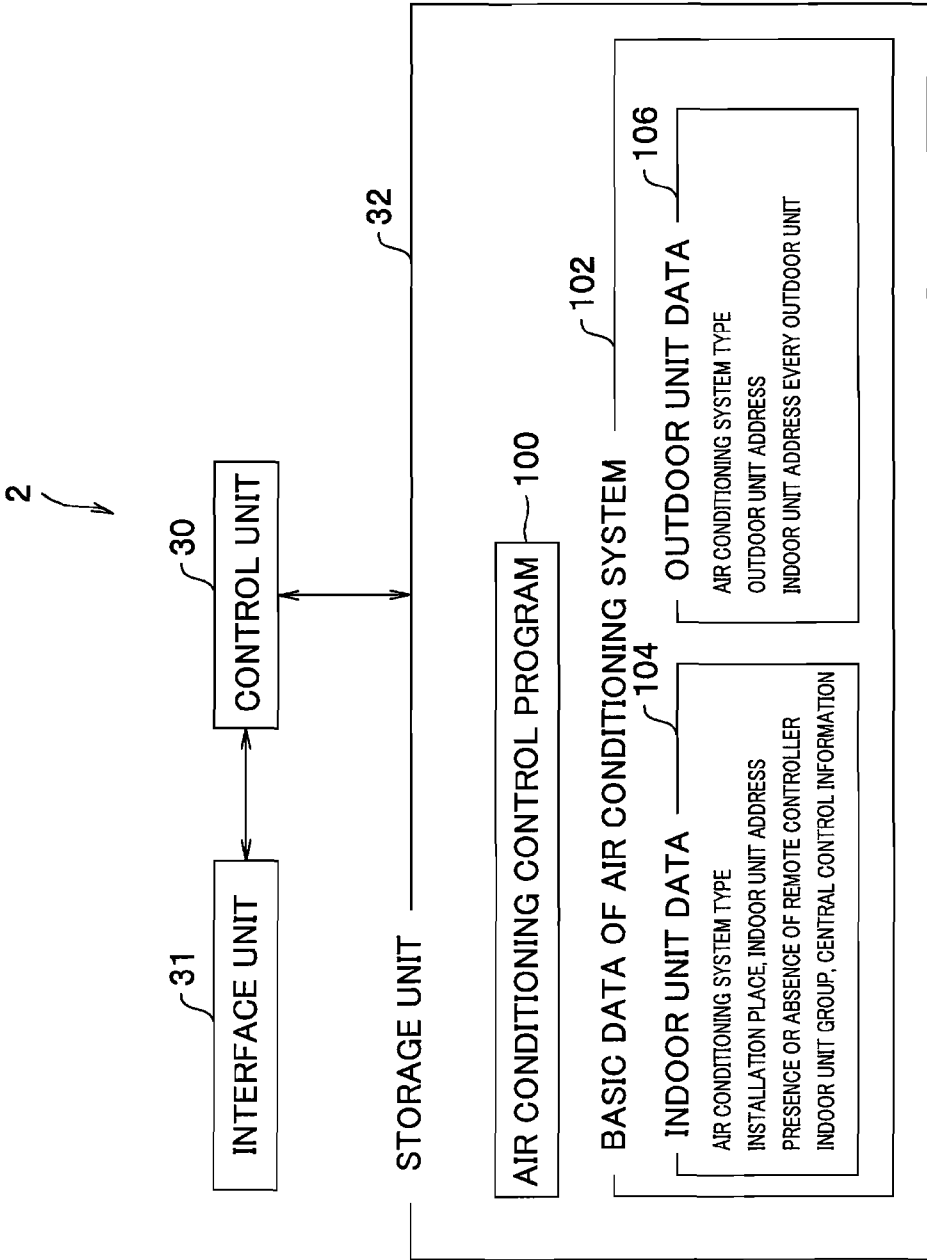 2
31
INTERFACE UNIT
30
CONTROL UNIT
STORAGE UNIT
32
AIR CONDITIONING CONTROL PROGRAM
100
BASIC DATA OF AIR CONDITIONING SYSTEM
102
INDOOR UNIT DATA
104
AIR CONDITIONING SYSTEM TYPE
INSTALLATION PLACE, INDOOR UNIT ADDRESS
PRESENCE OR ABSENCE OF REMOTE CONTROLLER
INDOOR UNIT GROUP, CENTRAL CONTROL INFORMATION
OUTDOOR UNIT DATA
106
AIR CONDITIONING SYSTEM TYPE
OUTDOOR UNIT ADDRESS
INDOOR UNIT ADDRESS EVERY OUTDOOR UNIT